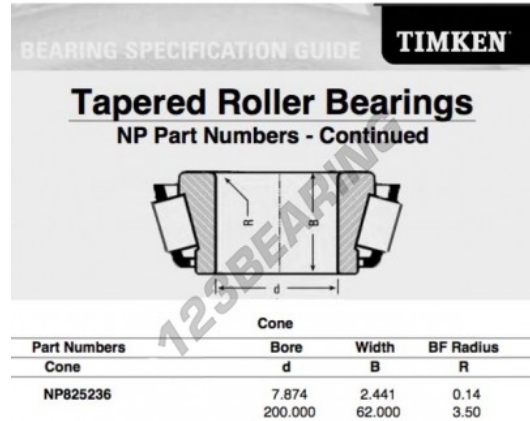 BEARING SPECIFICATION GUIDE
TIMKEN
Tapered Roller Bearings
NP Part Numbers - Continued
R
B
d
123BEARING
Cone
Part Numbers Bore Width BF Radius
Cone d B R
NP825236 7.874 2.441 0.14
200.000 62.000 3.50